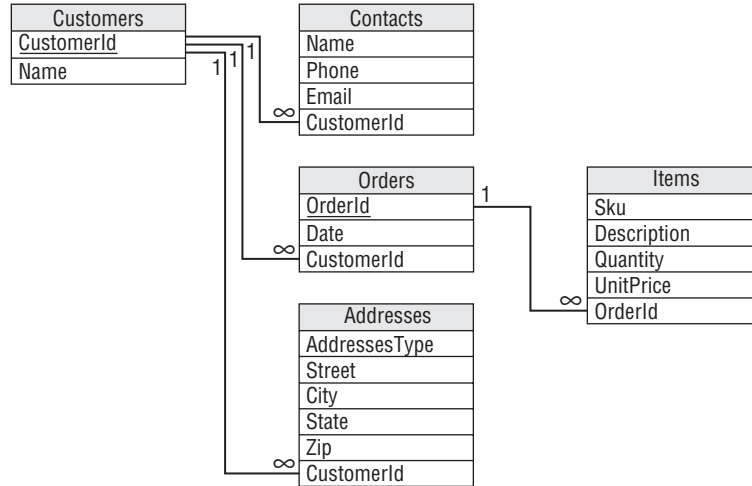 Customers
CustomerId
Name
1
1
1
Contacts
Name
Phone
Email
∞ CustomerId
Orders
OrderId
Date
∞ CustomerId
1
Items
Sku
Description
Quantity
UnitPrice
∞ OrderId
Addresses
AddressesType
Street
City
State
Zip
∞ CustomerId